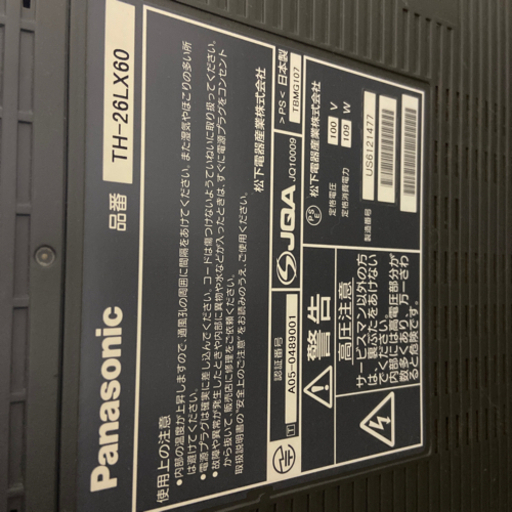 Panasonic
品番 TH-26LX60
使用上の注意
●内部の温度が上昇しますので、通風孔の周囲に間隔をあけてください。また湿気やほこりの多い所
は避けてください。
●電源プラグは確実に差し込んでください。コードは傷つけないようていねいに取り扱ってください。
●故障や異常が発生したときや内部に異物や水などが入ったときは、すぐに電源プラグをコンセント
から抜いて、販売店に修理をご依頼ください。
取扱説明書の"安全上のご注意"をお読みのうえ、ご使用ください。
松下電器産業株式会社
認証番号
A05-0489001
T
JQA
JQ10009
>PS< 日本製
TBMG107
警告
高圧注意
サービスマン以外の方
は、裏ぶたをあけない
でください。
内部には高電圧部分が
数多くあり、万一さわ
ると危険です。
PS
E
松下電器産業株式会社
定格電圧 100 V
定格消費電力 109 W
製造番号 US6121477